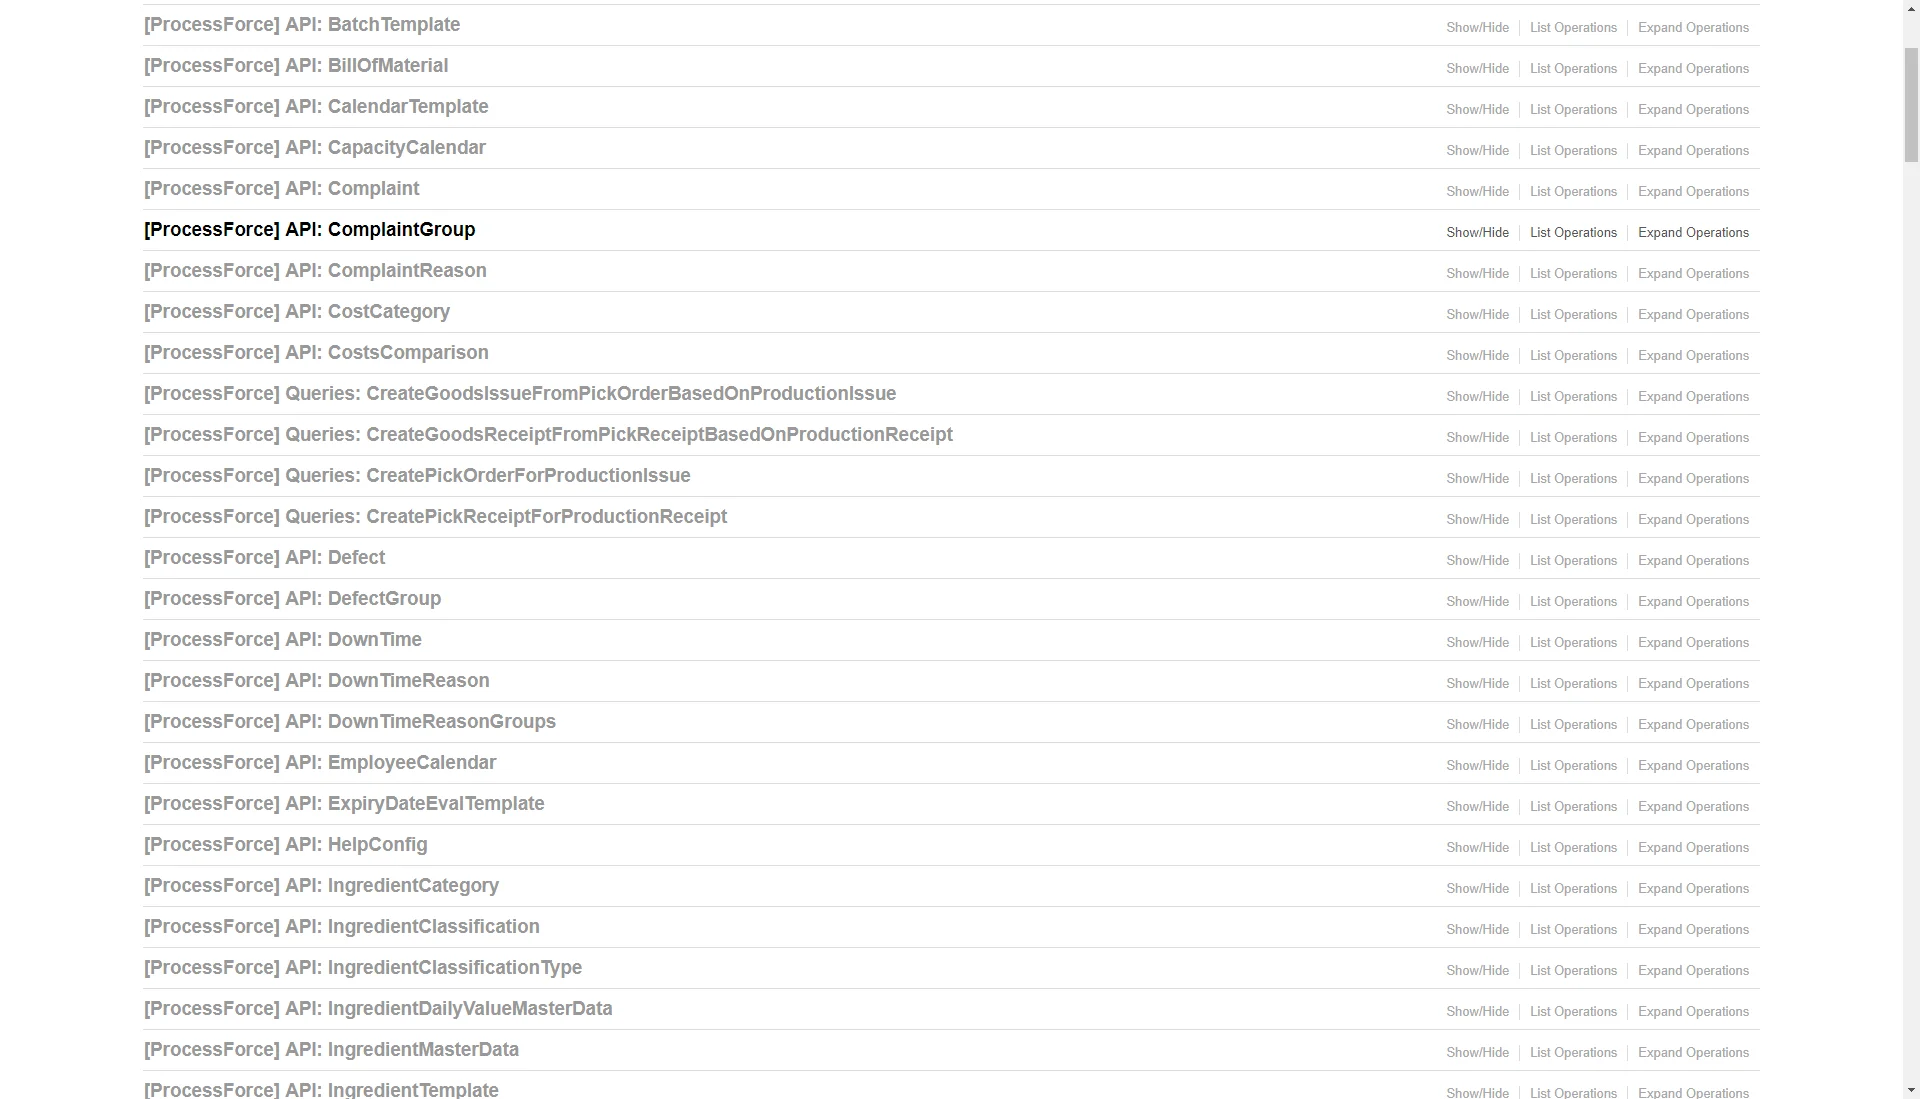 [ProcessForce] API: BatchTemplate Show/Hide List Operations Expand Operations
[ProcessForce] API: BillOfMaterial Show/Hide List Operations Expand Operations
[ProcessForce] API: CalendarTemplate Show/Hide List Operations Expand Operations
[ProcessForce] API: CapacityCalendar Show/Hide List Operations Expand Operations
[ProcessForce] API: Complaint Show/Hide List Operations Expand Operations
[ProcessForce] API: ComplaintGroup Show/Hide List Operations Expand Operations
[ProcessForce] API: ComplaintReason Show/Hide List Operations Expand Operations
[ProcessForce] API: CostCategory Show/Hide List Operations Expand Operations
[ProcessForce] API: CostsComparison Show/Hide List Operations Expand Operations
[ProcessForce] Queries: CreateGoodsIssueFromPickOrderBasedOnProductionIssue Show/Hide List Operations Expand Operations
[ProcessForce] Queries: CreateGoodsReceiptFromPickReceiptBasedOnProductionReceipt Show/Hide List Operations Expand Operations
[ProcessForce] Queries: CreatePickOrderForProductionIssue Show/Hide List Operations Expand Operations
[ProcessForce] Queries: CreatePickReceiptForProductionReceipt Show/Hide List Operations Expand Operations
[ProcessForce] API: Defect Show/Hide List Operations Expand Operations
[ProcessForce] API: DefectGroup Show/Hide List Operations Expand Operations
[ProcessForce] API: DownTime Show/Hide List Operations Expand Operations
[ProcessForce] API: DownTimeReason Show/Hide List Operations Expand Operations
[ProcessForce] API: DownTimeReasonGroups Show/Hide List Operations Expand Operations
[ProcessForce] API: EmployeeCalendar Show/Hide List Operations Expand Operations
[ProcessForce] API: ExpiryDateEvalTemplate Show/Hide List Operations Expand Operations
[ProcessForce] API: HelpConfig Show/Hide List Operations Expand Operations
[ProcessForce] API: IngredientCategory Show/Hide List Operations Expand Operations
[ProcessForce] API: IngredientClassification Show/Hide List Operations Expand Operations
[ProcessForce] API: IngredientClassificationType Show/Hide List Operations Expand Operations
[ProcessForce] API: IngredientDailyValueMasterData Show/Hide List Operations Expand Operations
[ProcessForce] API: IngredientMasterData Show/Hide List Operations Expand Operations
[ProcessForce] API: IngredientTemplate Show/Hide List Operations Expand Operations